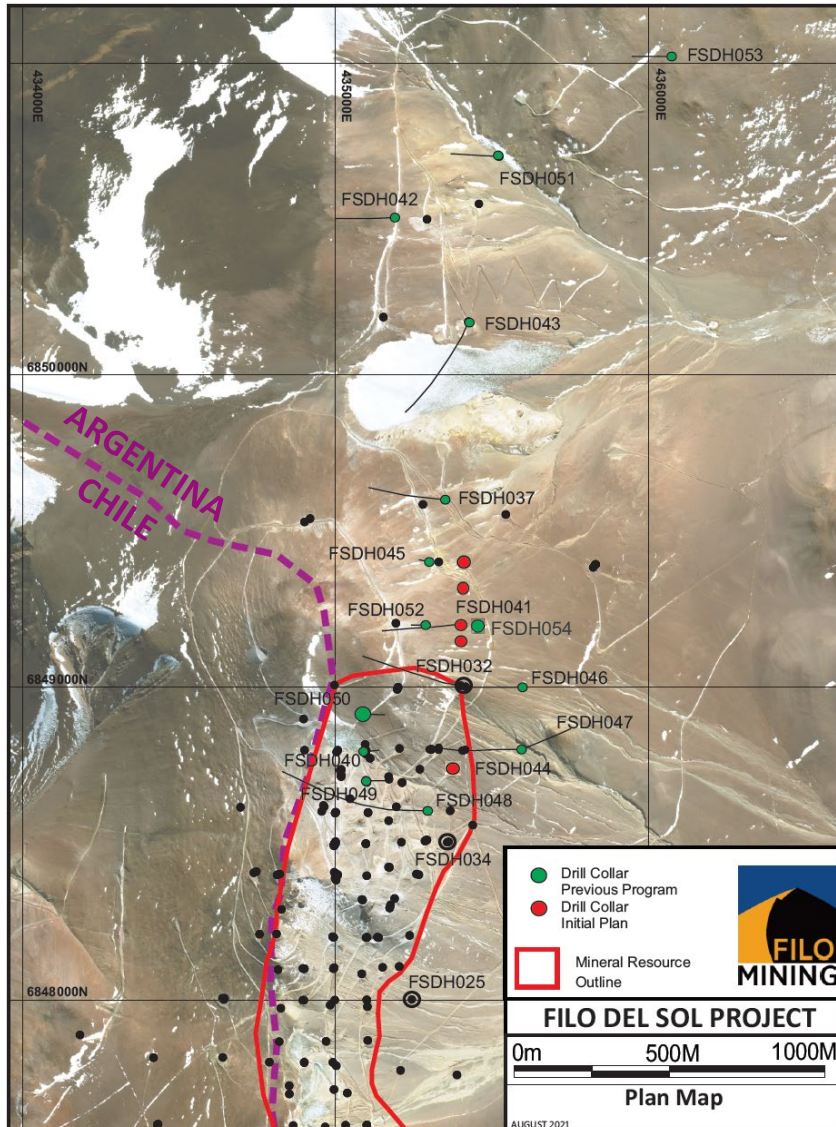 434000E
435000E
436000E
FSDH053
FSDH051
FSDH042
FSDH043
6850000N
ARGENTINA
CHILE
FSDH037
FSDH045
FSDH052
FSDH041
FSDH054
FSDH032
6849000N
FSDH046
FSDH050
FSDH047
FSDH040
FSDH044
FSDH049
FSDH048
FSDH034
FSDH025
6848000N
Drill Collar
Previous Program
Drill Collar
Initial Plan
Mineral Resource
Outline
FILO
MINING
FILO DEL SOL PROJECT
0m 500M 1000M
Plan Map
AUGUST 2021